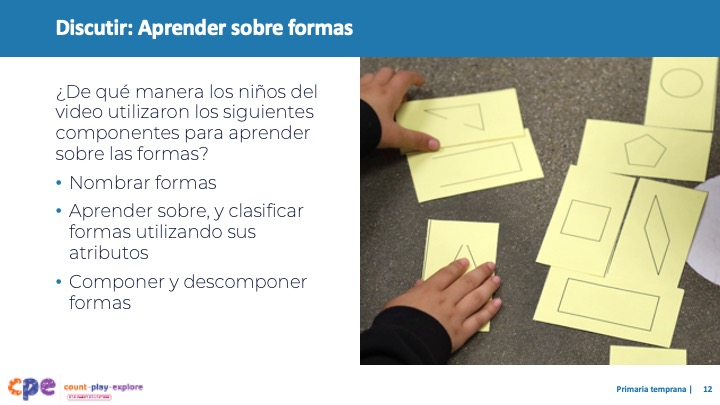 Discutir: Aprender sobre formas
¿De qué manera los niños del
video utilizaron los siguientes
componentes para aprender
sobre las formas?
• Nombrar formas
• Aprender sobre, y clasificar
formas utilizando sus
atributos
• Componer y descomponer
formas
cpe count·play·explore
Primaria temprana | 12